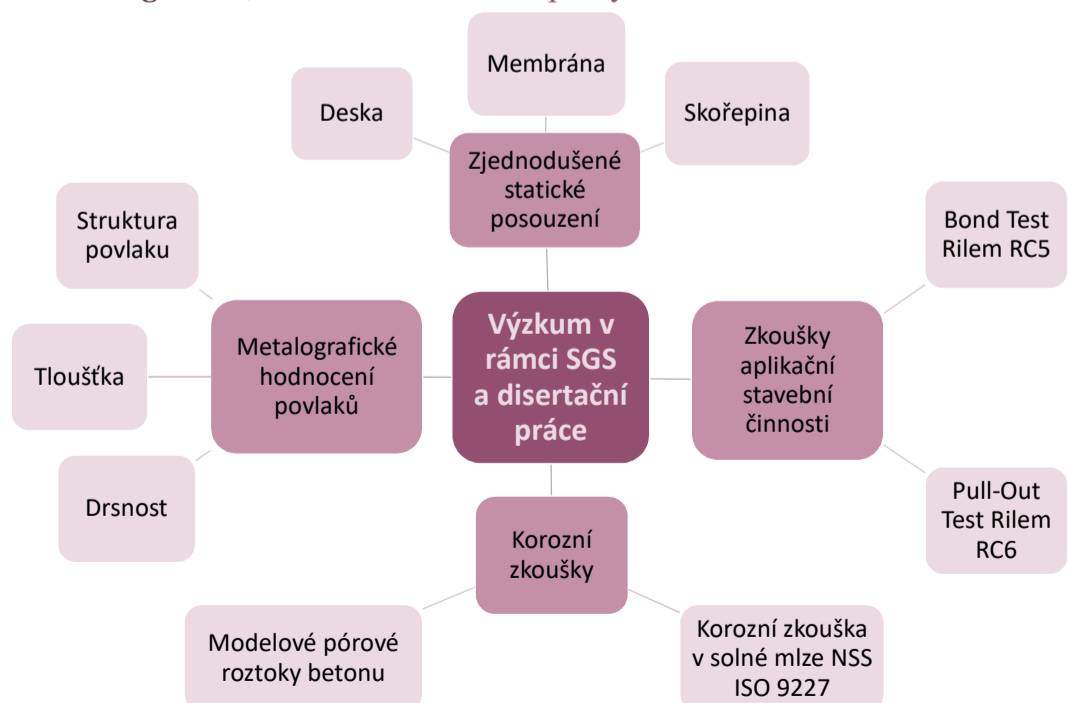 Membrána
Deska
Skořepina
Zjednodušené
statické
posouzení
Struktura
povlaku
Bond Test
Rilem RC5
Metalografické
hodnocení
povlaků
Výzkum v
rámci SGS
a disertační
práce
Zkoušky
aplikační
stavební
činnosti
Tloušťka
Drsnost
Pull-Out
Test Rilem
RC6
Korozní
zkoušky
Modelové pórové
roztoky betonu
Korozní zkouška
v solné mlze NSS
ISO 9227